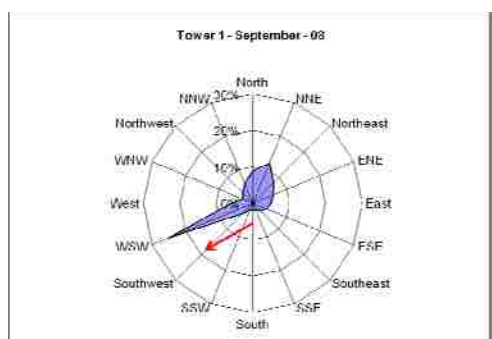 Tower 1 - September - 08
North
30%
NNW
NNE
20%
Northwest
Northeast
10%
WNW
ENE
0%
West
East
WSW
ESE
Southwest
Southeast
SSW
SSE
South